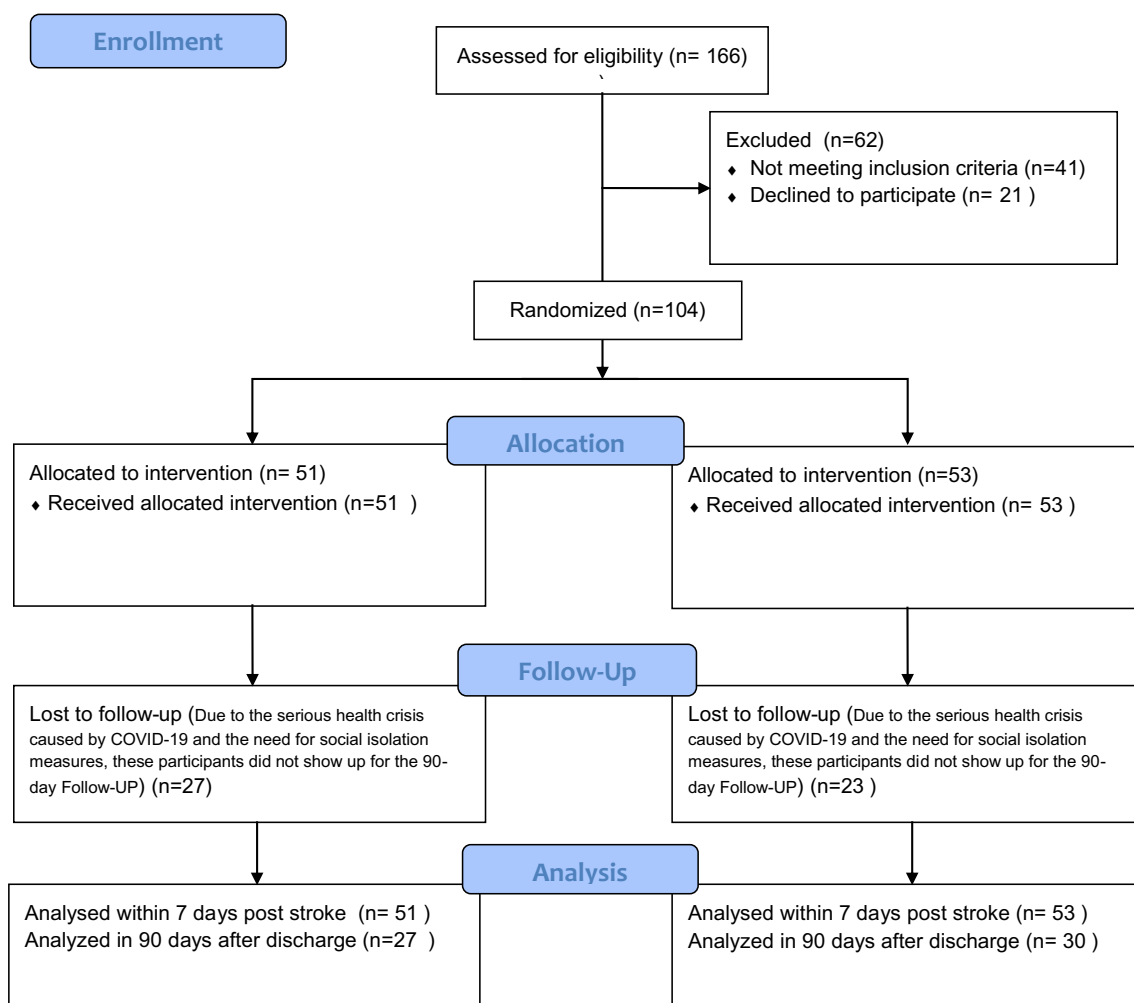 Enrollment
Assessed for eligibility (n= 166)
Excluded (n=62)
♦ Not meeting inclusion criteria (n=41)
♦ Declined to participate (n= 21 )
Randomized (n=104)
Allocation
Allocated to intervention (n= 51)
♦ Received allocated intervention (n=51 )
Allocated to intervention (n=53)
♦ Received allocated intervention (n= 53 )
Follow-Up
Lost to follow-up (Due to the serious health crisis
caused by COVID-19 and the need for social isolation
measures, these participants did not show up for the 90-
day Follow-UP) (n=27)
Lost to follow-up (Due to the serious health crisis
caused by COVID-19 and the need for social isolation
measures, these participants did not show up for the 90-
day Follow-UP) (n=23 )
Analysis
Analysed within 7 days post stroke (n= 51 )
Analyzed in 90 days after discharge (n=27 )
Analysed within 7 days post stroke (n= 53 )
Analyzed in 90 days after discharge (n= 30 )